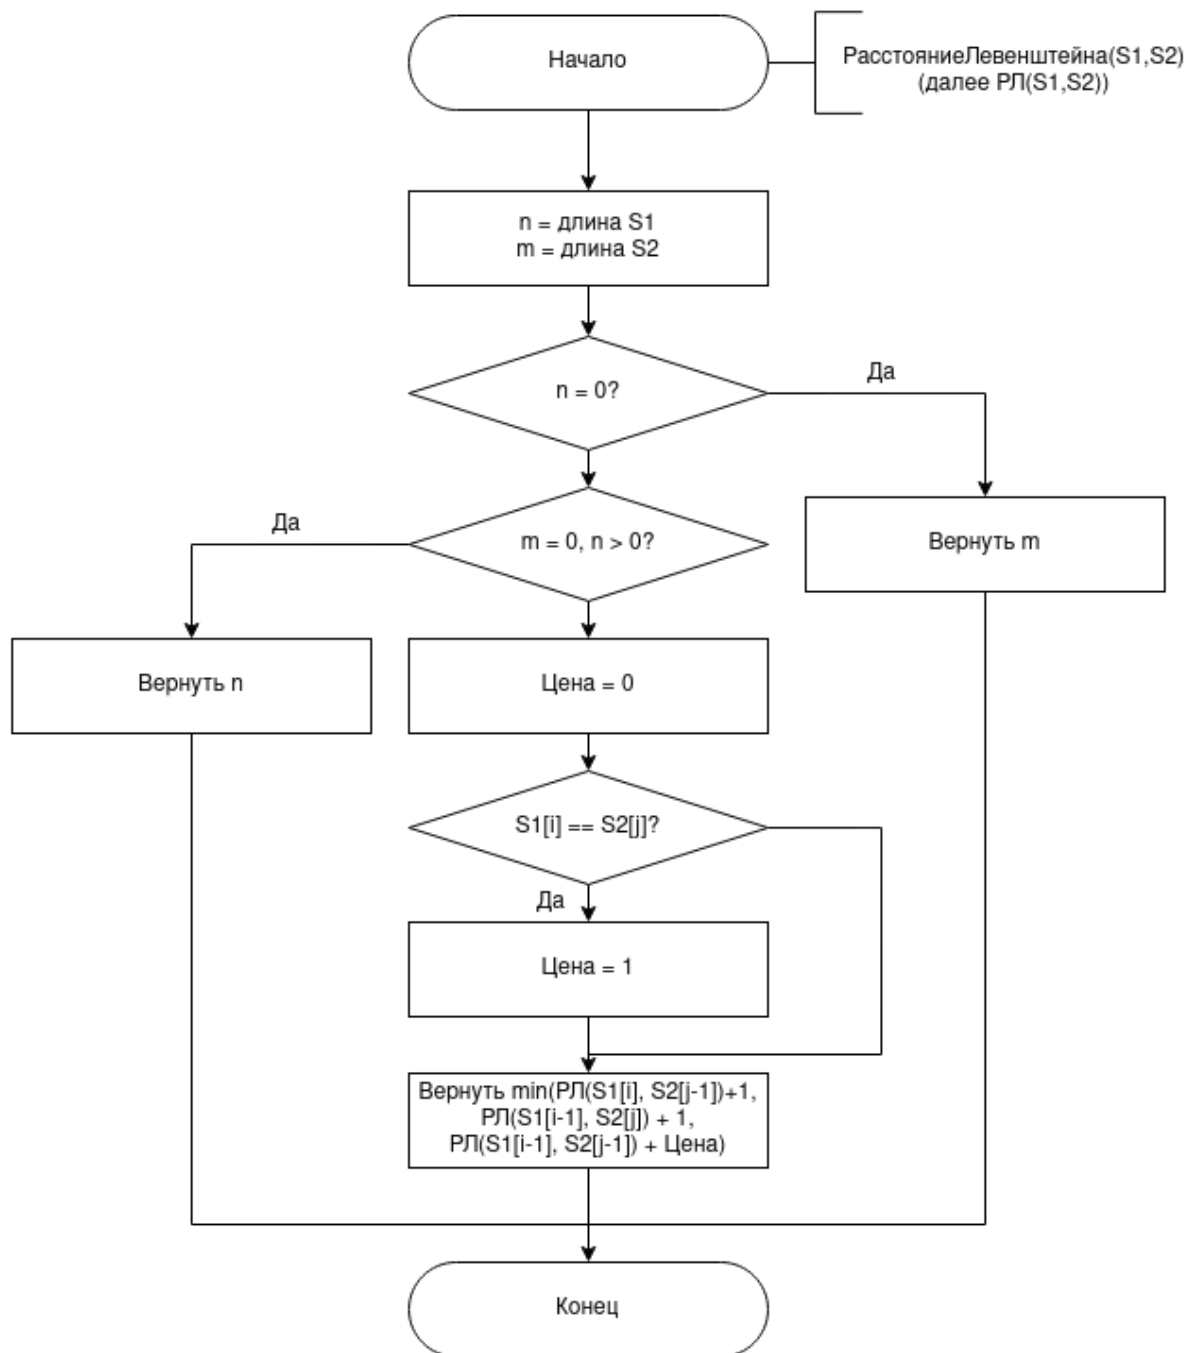 Начало
РасстояниеЛевенштейна(S1,S2)
(далее РЛ(S1,S2))
n = длина S1
m = длина S2
n = 0?
Да
m = 0, n > 0?
Да
Вернуть m
Вернуть n
Цена = 0
S1[i] == S2[j]?
Да
Цена = 1
Вернуть min(РЛ(S1[i], S2[j-1])+1,
РЛ(S1[i-1], S2[j]) + 1,
РЛ(S1[i-1], S2[j-1]) + Цена)
Конец